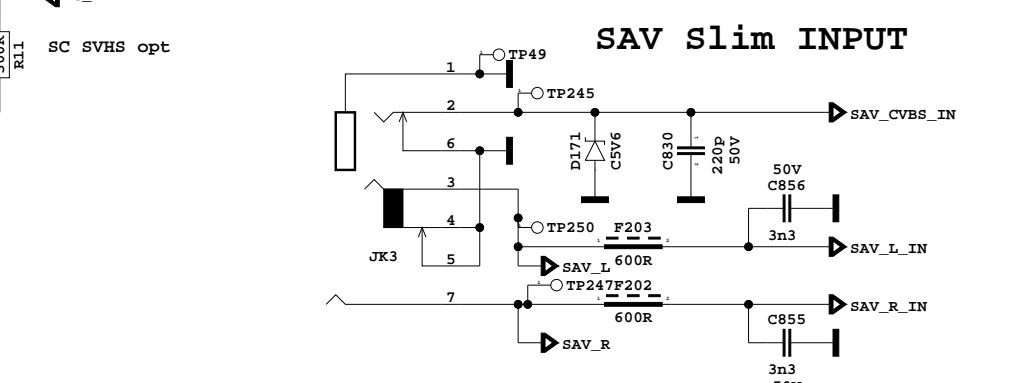 SAV Slim INPUT
SC SVHS opt
R11
TP49
1
TP245
2
SAV_CVBS_IN
D171
C5V6
C830
220p
50V
6
50V
C856
3n3
3
TP250
F203
600R
4
JK3
SAV_L_IN
5
SAV_L
TP247
F202
600R
7
SAV_R_IN
C855
3n3
SAV_R